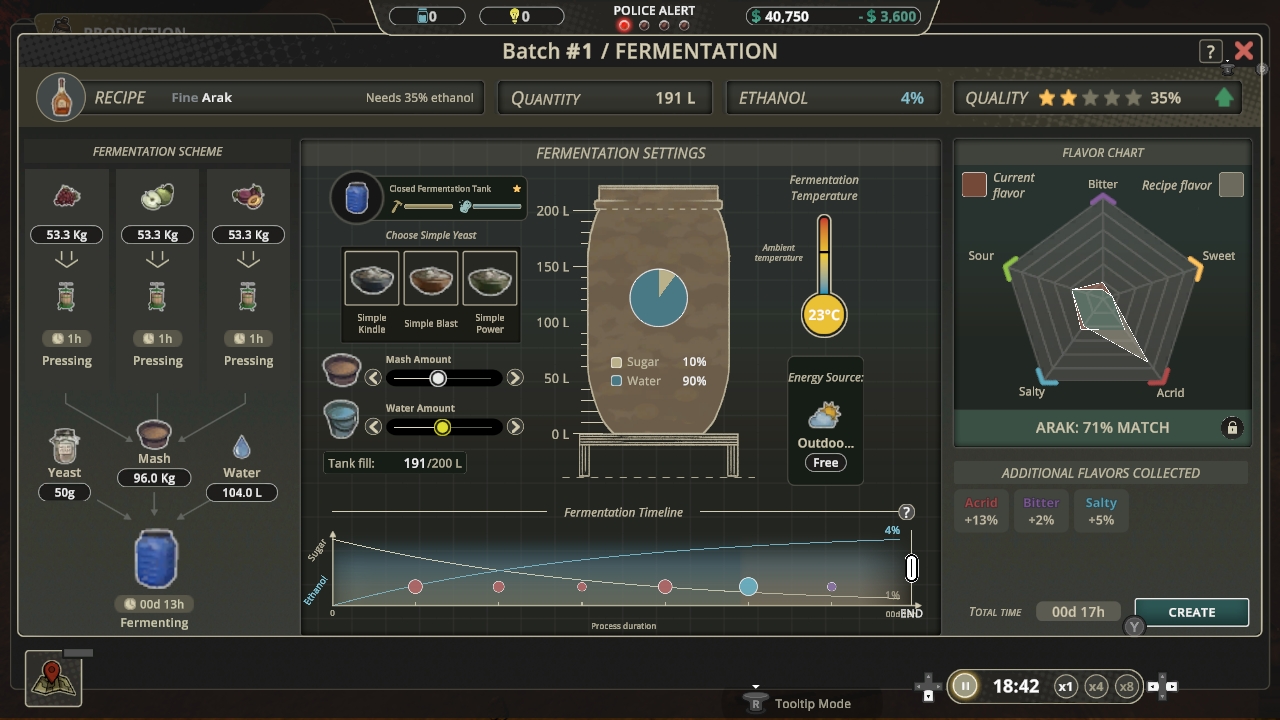 0
0
POLICE ALERT
$ 40,750
- $ 3,600
PRODUCTION
Batch #1 / FERMENTATION
?
RECIPE
Fine Arak
Needs 35% ethanol
QUANTITY
191 L
ETHANOL
4%
QUALITY
35%
FERMENTATION SCHEME
53.3 Kg
53.3 Kg
53.3 Kg
1h
1h
1h
Pressing
Pressing
Pressing
Yeast
50g
Mash
96.0 Kg
Water
104.0 L
00d 13h
Fermenting
FERMENTATION SETTINGS
Closed Fermentation Tank
Choose Simple Yeast
Simple
Kindle
Simple Blast
Simple
Power
Mash Amount
Water Amount
Tank fill:
191/200 L
200 L
150 L
100 L
50 L
0 L
Sugar
10%
Water
90%
Fermentation
Temperature
Ambient
temperature
23°C
Energy Source:
Outdoo...
Free
Fermentation Timeline
?
Sugar
Ethanol
4%
1%
0
00d
END
Process duration
FLAVOR CHART
Current
flavor
Recipe flavor
Bitter
Sour
Sweet
Salty
Acrid
ARAK: 71% MATCH
ADDITIONAL FLAVORS COLLECTED
Acrid
+13%
Bitter
+2%
Salty
+5%
TOTAL TIME
00d 17h
CREATE
Y
R
Tooltip Mode
18:42
x1
x4
x8